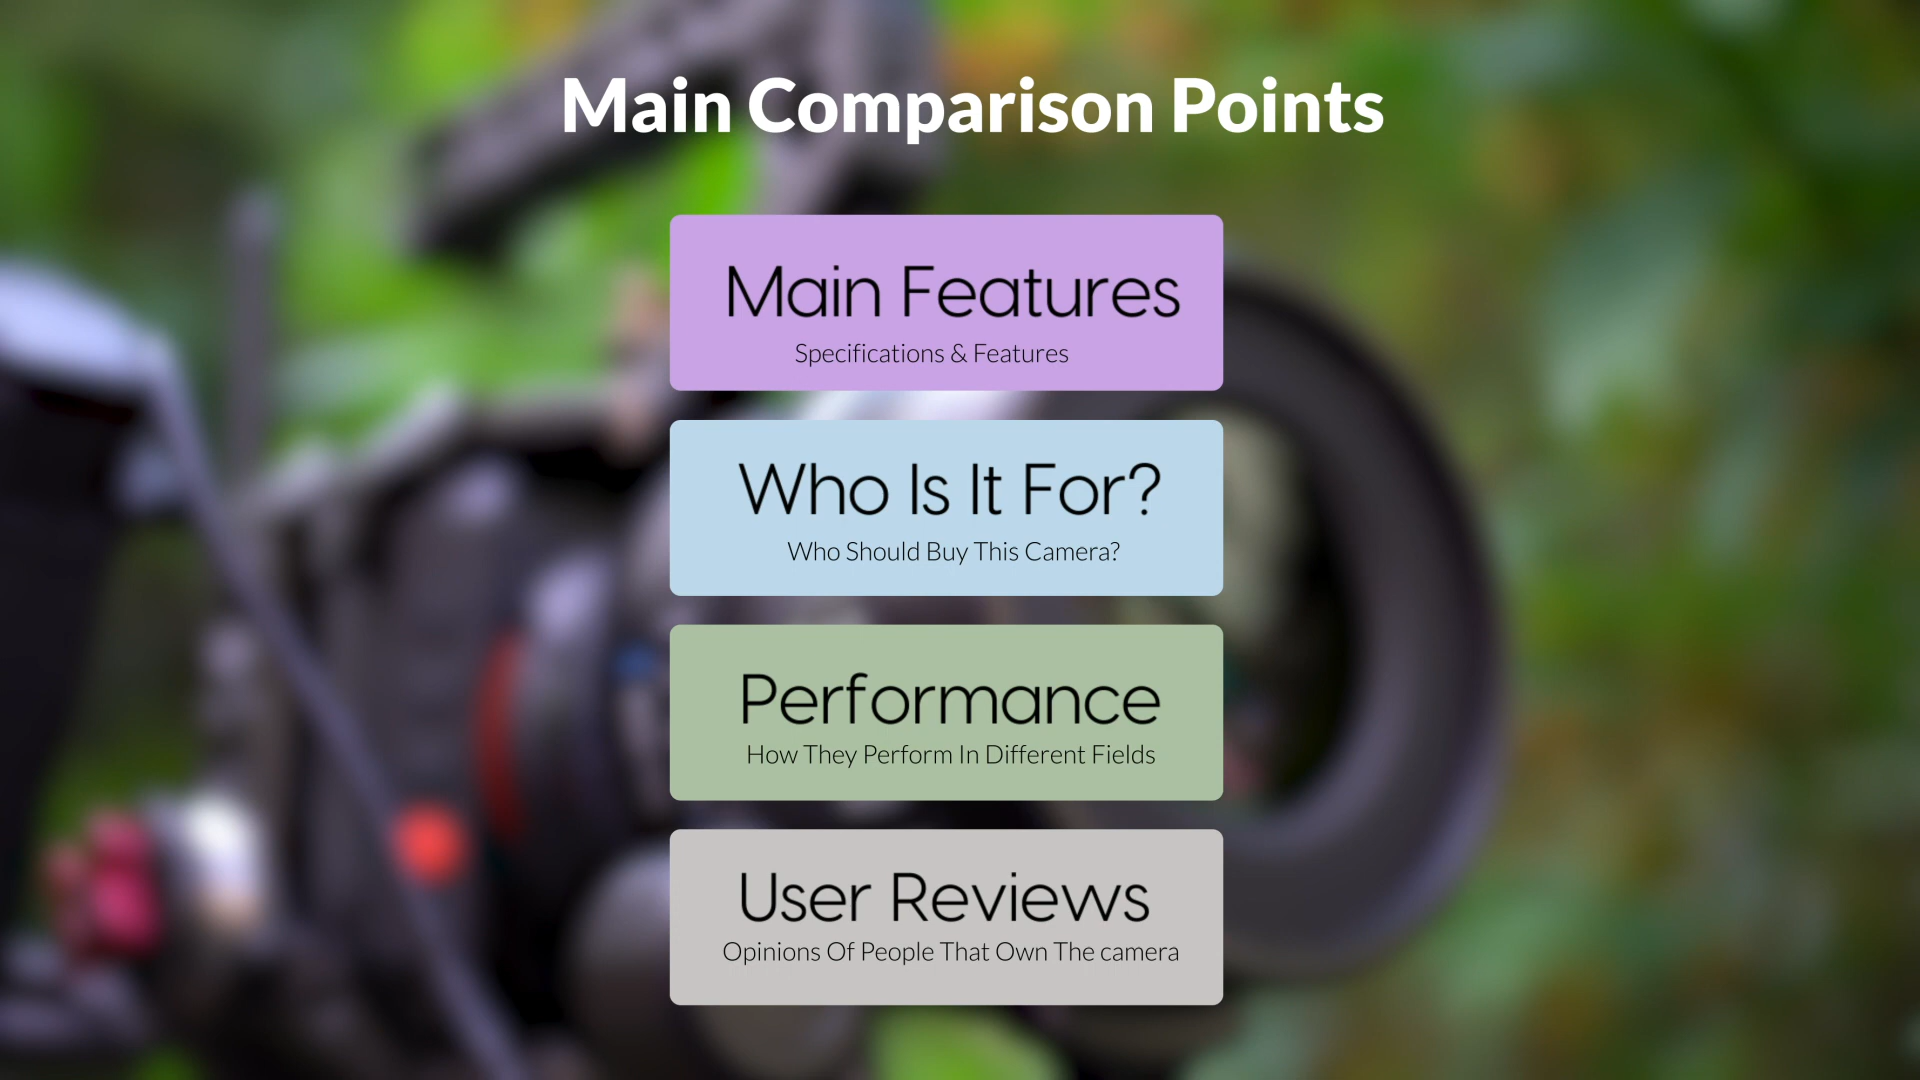 Main Comparison Points
Main Features
Specifications & Features
Who Is It For?
Who Should Buy This Camera?
Performance
How They Perform In Different Fields
User Reviews
Opinions Of People That Own The camera